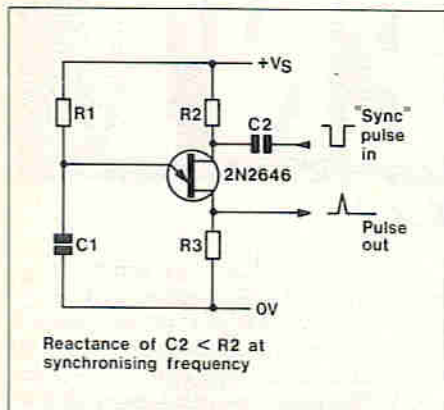 +VS
R1
R2
C2
"Sync"
pulse
in
2N2646
C1
R3
Pulse
out
0V
Reactance of C2 < R2 at
synchronising frequency